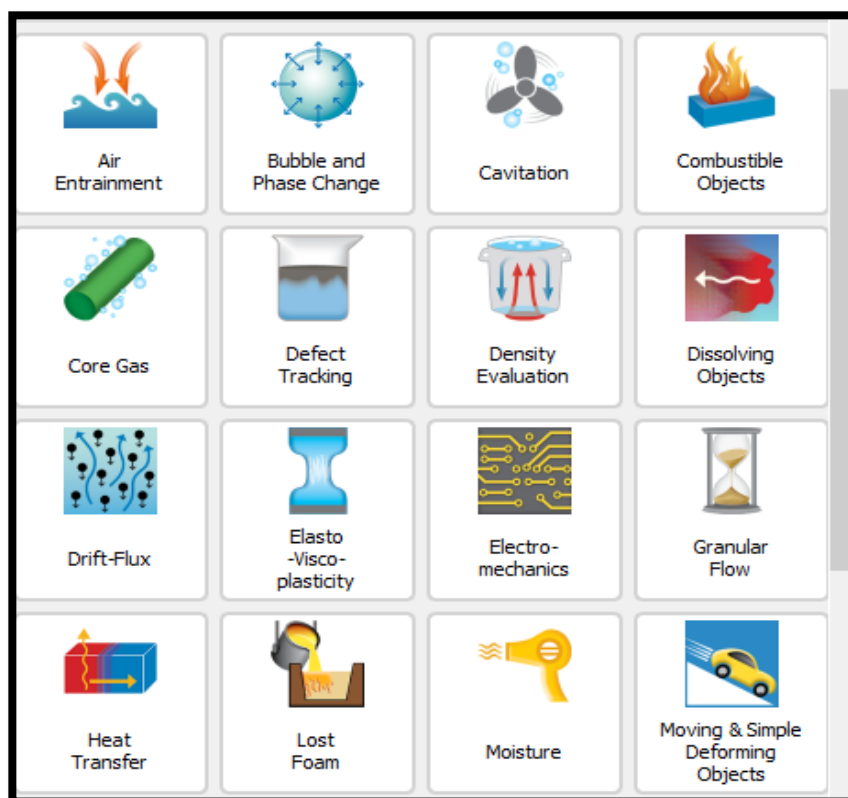 Air
Entrainment
Bubble and
Phase Change
Cavitation
Combustible
Objects
Core Gas
Defect
Tracking
Density
Evaluation
Dissolving
Objects
Drift-Flux
Elasto
-Visco-
plasticity
Electro-
mechanics
Granular
Flow
Heat
Transfer
Lost
Foam
Moisture
Moving & Simple
Deforming
Objects